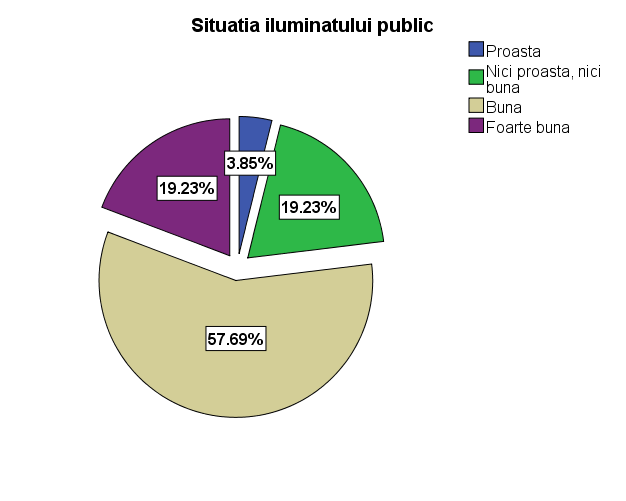 Situatia iluminatului public
Proasta
Nici proasta, nici
buna
Buna
Foarte buna
3.85%
19.23%
19.23%
57.69%